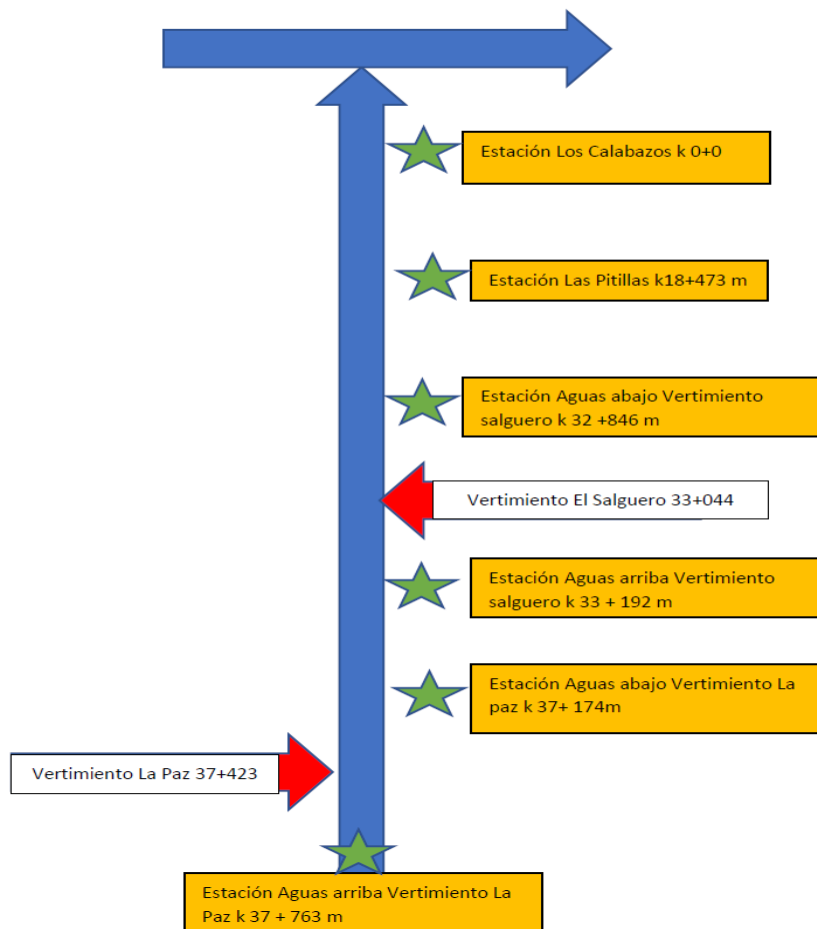 Estación Los Calabazos k 0+0
Estación Las Pitillas k18+473 m
Estación Aguas abajo Vertimiento
salguero k 32 +846 m
Vertimiento El Salguero 33+044
Estación Aguas arriba Vertimiento
salguero k 33 + 192 m
Estación Aguas abajo Vertimiento La
paz k 37+ 174m
Vertimiento La Paz 37+423
Estación Aguas arriba Vertimiento La
Paz k 37 + 763 m